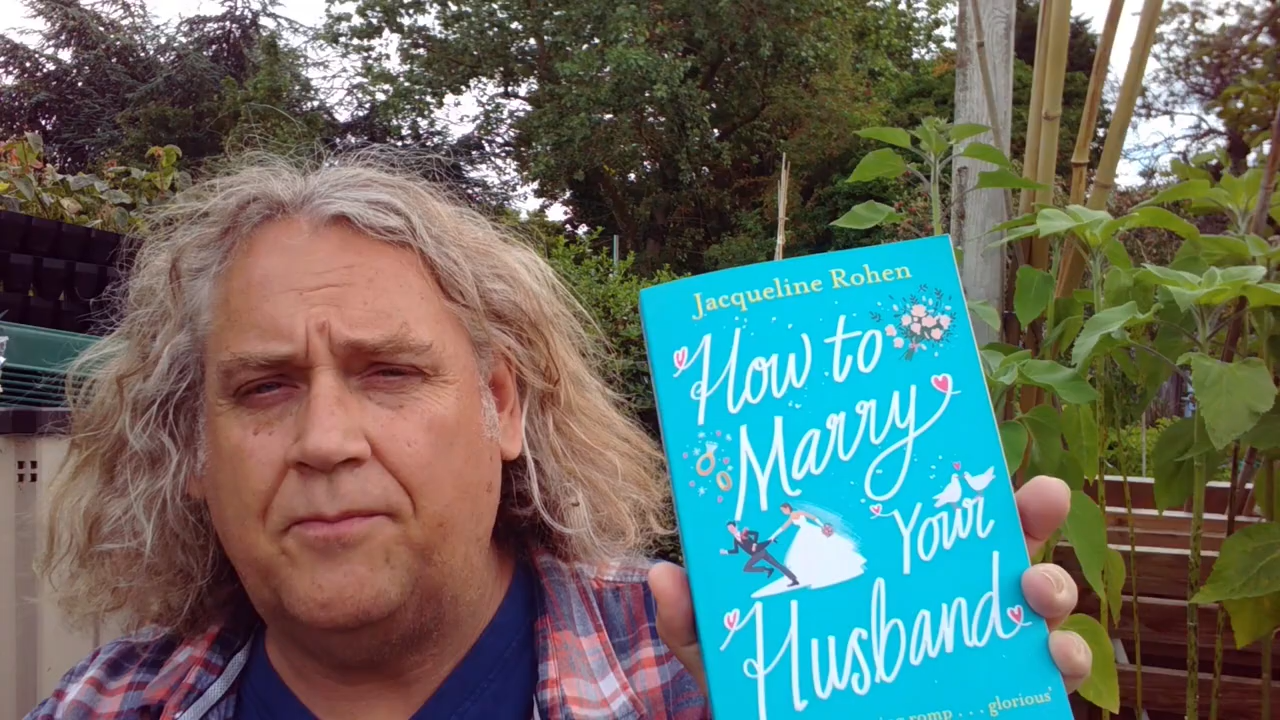 Jacqueline Rohen
How to
Marry
Your
Husband
romp . . . glorious'